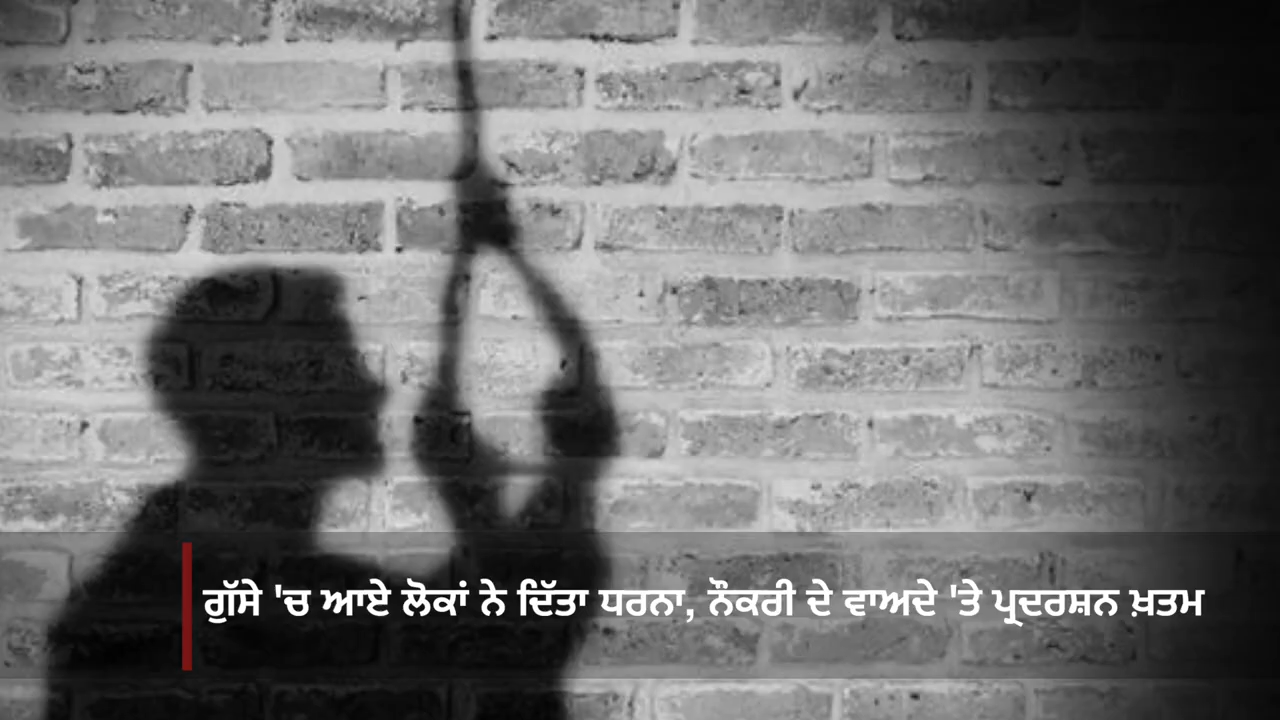 ਗੁੱਸੇ 'ਚ ਆਏ ਲੋਕਾਂ ਨੇ ਦਿੱਤਾ ਧਰਨਾ, ਨੌਕਰੀ ਦੇ ਵਾਅਦੇ 'ਤੇ ਪ੍ਰਦਰਸ਼ਨ ਖ਼ਤਮ